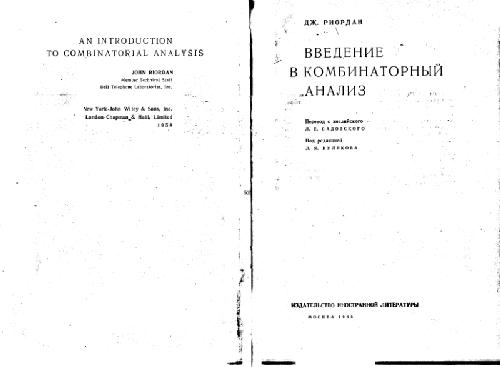 AN INTRODUCTION
TO COMBINATORIAL ANALYSIS
JOHN RIORDAN
Member Technical Staff
Bell Telephone Laboratories, Inc.
New York-John Wiley & Sons, Inc.
London-Chapman & Hall, Limited
1958
ДЖ. РИОРДАН
ВВЕДЕНИЕ
В КОМБИНАТОРНЫЙ
АНАЛИЗ
Перевод с английского
Л. Е. САДОВСКОГО
Под редакцией
Л. Я. КУЛИКОВА
ИЗДАТЕЛЬСТВО ИНОСТРАННОЙ ЛИТЕРАТУРЫ
МОСКВА